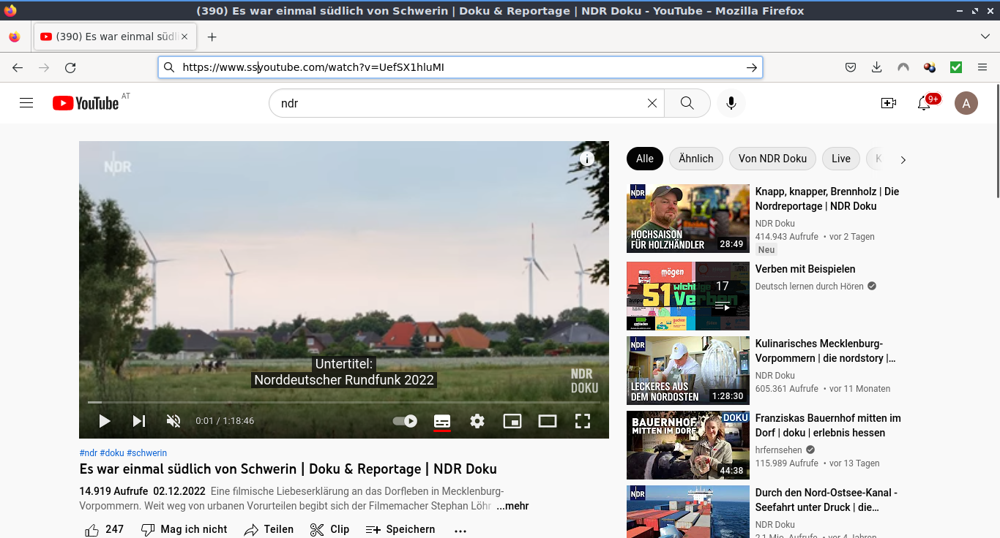 (390) Es war einmal südlich von Schwerin | Doku & Reportage | NDR Doku - YouTube – Mozilla Firefox
(390) Es war einmal südl
https://www.ssyoutube.com/watch?v=UefSX1hluMI
YouTube AT
ndr
9+
A
NDR
Untertitel:
Norddeutscher Rundfunk 2022
NDR
DOKU
0:01 / 1:18:46
#ndr #doku #schwerin
Es war einmal südlich von Schwerin | Doku & Reportage | NDR Doku
14.919 Aufrufe 02.12.2022 Eine filmische Liebeserklärung an das Dorfleben in Mecklenburg-
Vorpommern. Weit weg von urbanen Vorurteilen begibt sich der Filmemacher Stephan Löhr ...mehr
247 Mag ich nicht Teilen Clip Speichern
Alle Ähnlich Von NDR Doku Live K
NDR
HOCHSAISON
FÜR HOLZHÄNDLER
28:49
Knapp, knapper, Brennholz | Die
Nordreportage | NDR Doku
NDR Doku
414.943 Aufrufe • vor 2 Tagen
Neu
mögen
51 wichtige
Verben
17
Verben mit Beispielen
Deutsch lernen durch Hören
NDR
LECKERES AUS
DEM NORDOSTEN
1:28:30
Kulinarisches Mecklenburg-
Vorpommern | die nordstory |...
NDR Doku
605.361 Aufrufe • vor 11 Monaten
BAUERNHOF
MITTEN IM DORF
DOKU
44:38
Franziskas Bauernhof mitten im
Dorf | doku | erlebnis hessen
hrfernsehen
115.989 Aufrufe • vor 13 Tagen
NDR
Durch den Nord-Ostsee-Kanal -
Seefahrt unter Druck | die...
NDR Doku
2,1 Mio. Aufrufe • vor 4 Jahren